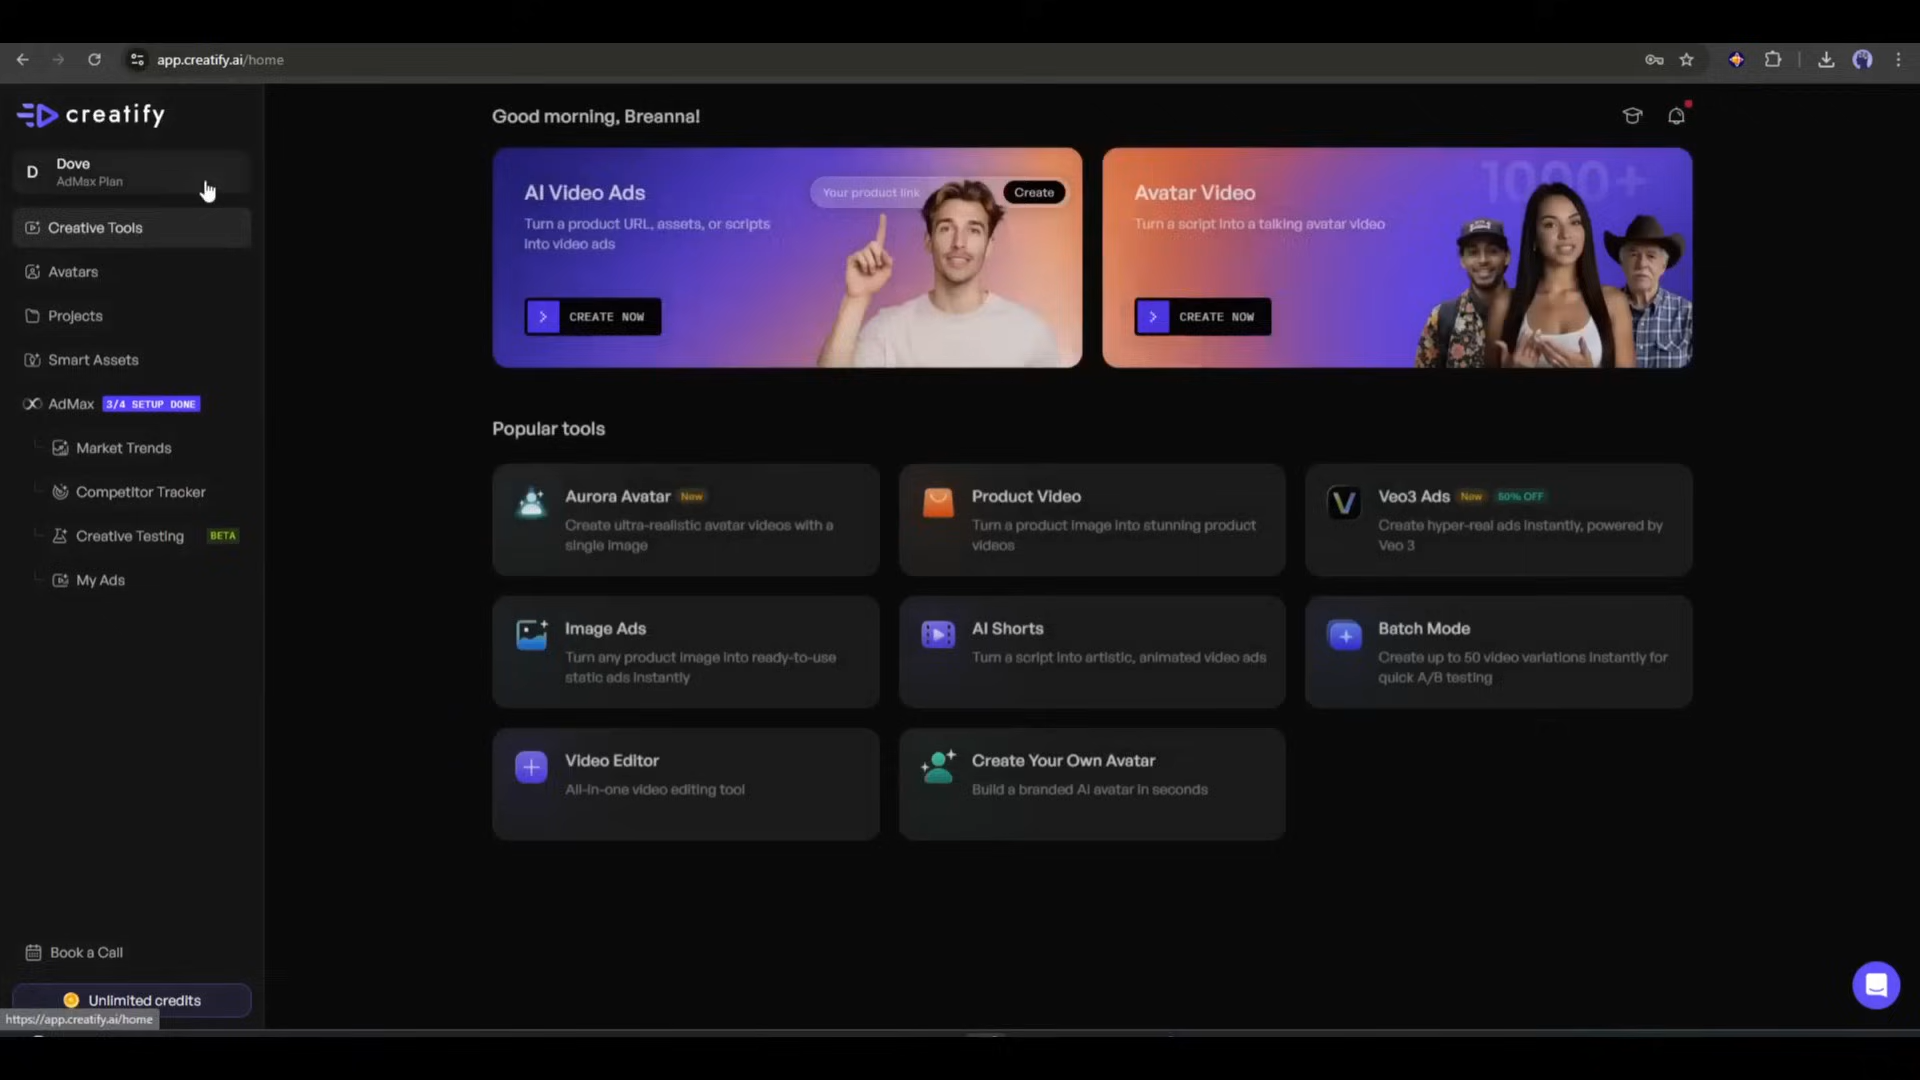 app.creatify.ai/home
creatify
Good morning, Breanna!
D
Dove
AdMax Plan
Creative Tools
Avatars
Projects
Smart Assets
AdMax 3/4 SETUP DONE
Market Trends
Competitor Tracker
Creative Testing BETA
My Ads
Book a Call
Unlimited credits
https://app.creatify.ai/home
AI Video Ads
Turn a product URL, assets, or scripts
into video ads
Your product link
Create
CREATE NOW
Avatar Video
Turn a script into a talking avatar video
1000+
CREATE NOW
Popular tools
Aurora Avatar New
Create ultra-realistic avatar videos with a
single image
Product Video
Turn a product image into stunning product
videos
Veo3 Ads New 50% OFF
Create hyper-real ads instantly, powered by
Veo 3
Image Ads
Turn any product image into ready-to-use
static ads instantly
AI Shorts
Turn a script into artistic, animated video ads
Batch Mode
Create up to 50 video variations instantly for
quick A/B testing
Video Editor
All-in-one video editing tool
Create Your Own Avatar
Build a branded AI avatar in seconds